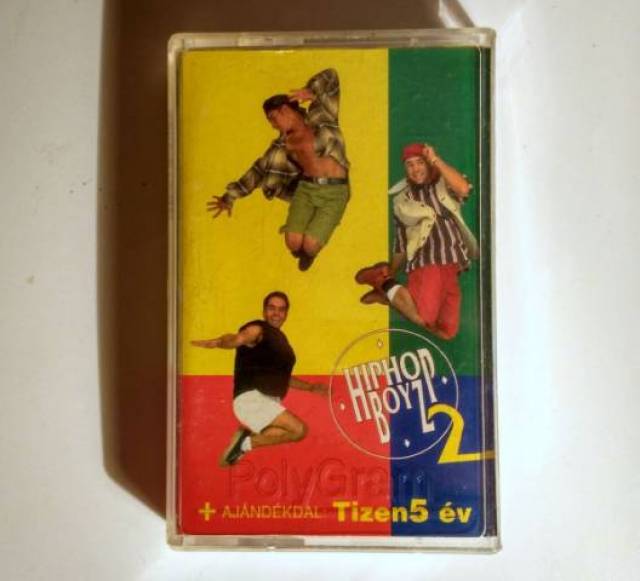 HIPHOP
BOYZ
2
PolyGram
+ AJÁNDÉKDAL: Tizen5 év